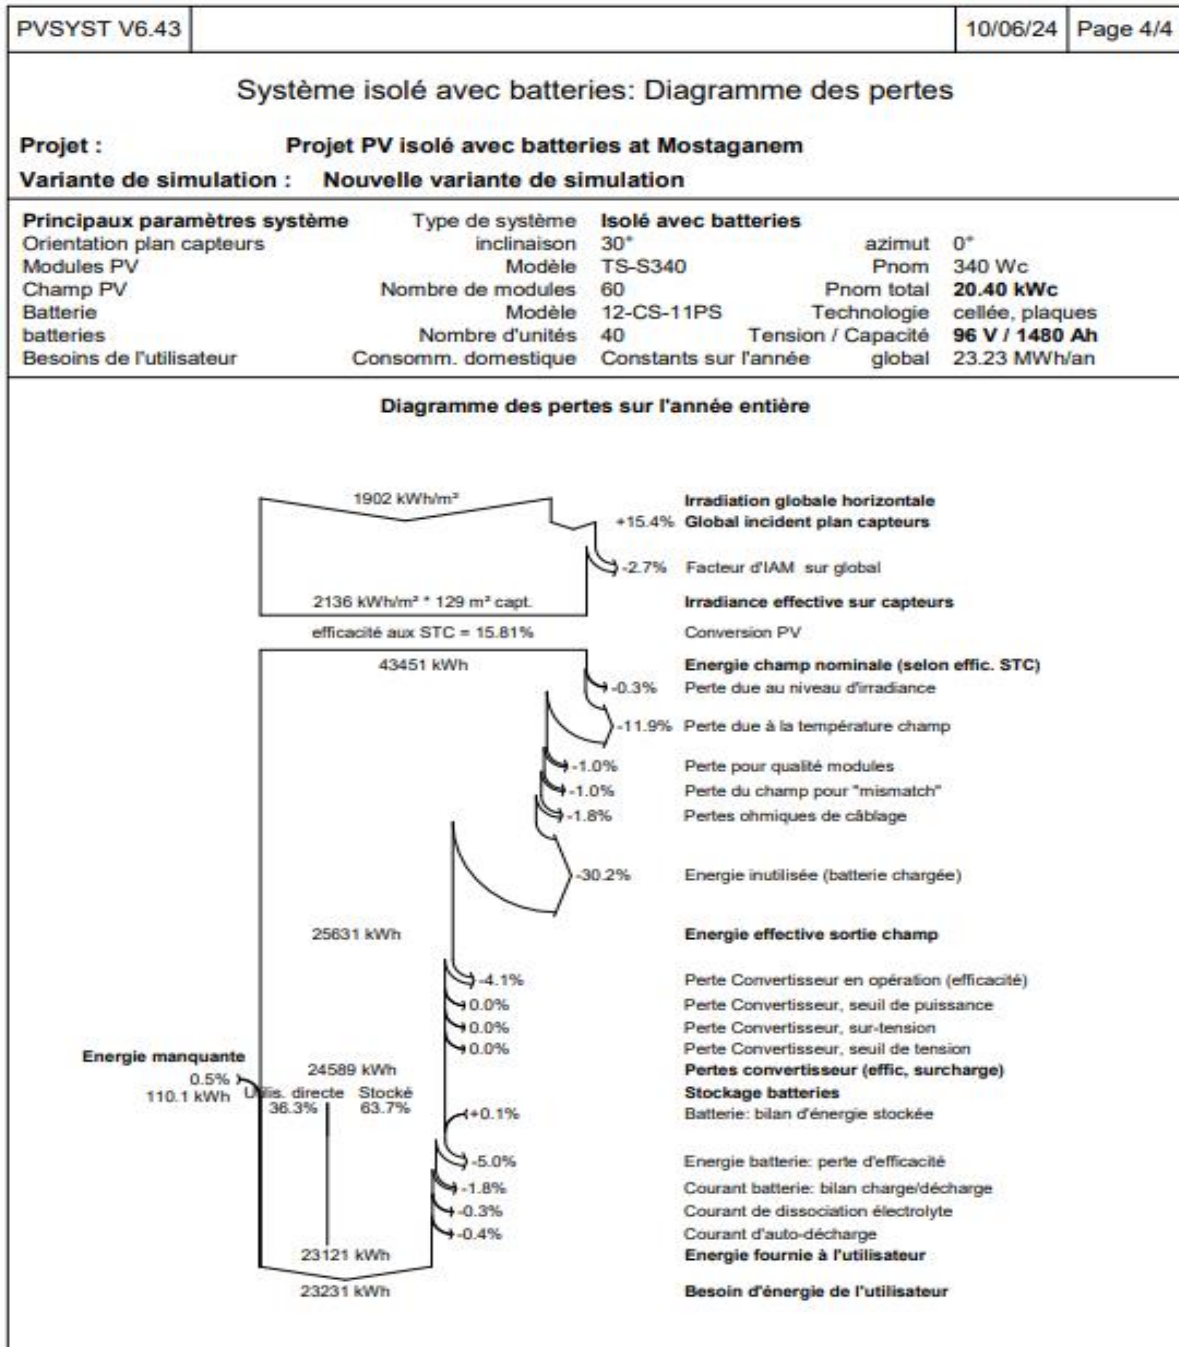 PVSYST V6.43 10/06/24 Page 4/4
Système isolé avec batteries: Diagramme des pertes
Projet : Projet PV isolé avec batteries at Mostaganem
Variante de simulation : Nouvelle variante de simulation
Principaux paramètres système Type de système Isolé avec batteries
Orientation plan capteurs inclinaison 30° azimut 0°
Modules PV Modèle TS-S340 Pnom 340 Wc
Champ PV Nombre de modules 60 Pnom total 20.40 kWc
Batterie Modèle 12-CS-11PS Technologie cellée, plaques
batteries Nombre d'unités 40 Tension / Capacité 96 V / 1480 Ah
Besoins de l'utilisateur Consomm. domestique Constants sur l'année global 23.23 MWh/an
Diagramme des pertes sur l'année entière
1902 kWh/m² Irradiation globale horizontale
+15.4% Global incident plan capteurs
-2.7% Facteur d'IAM sur global
2136 kWh/m² * 129 m² capt. Irradiance effective sur capteurs
efficacité aux STC = 15.81% Conversion PV
43451 kWh Energie champ nominale (selon effic. STC)
-0.3% Perte due au niveau d'irradiance
-11.9% Perte due à la température champ
-1.0% Perte pour qualité modules
-1.0% Perte du champ pour "mismatch"
-1.8% Pertes ohmiques de câblage
-30.2% Energie inutilisée (batterie chargée)
25631 kWh Energie effective sortie champ
-4.1% Perte Convertisseur en opération (efficacité)
0.0% Perte Convertisseur, seuil de puissance
0.0% Perte Convertisseur, sur-tension
0.0% Perte Convertisseur, seuil de tension
Energie manquante 24589 kWh Pertes convertisseur (effic, surcharge)
0.5% Utilis. directe Stocké Stockage batteries
110.1 kWh 36.3% 63.7% +0.1% Batterie: bilan d'énergie stockée
-5.0% Energie batterie: perte d'efficacité
-1.8% Courant batterie: bilan charge/décharge
-0.3% Courant de dissociation électrolyte
-0.4% Courant d'auto-décharge
23121 kWh Energie fournie à l'utilisateur
23231 kWh Besoin d'énergie de l'utilisateur